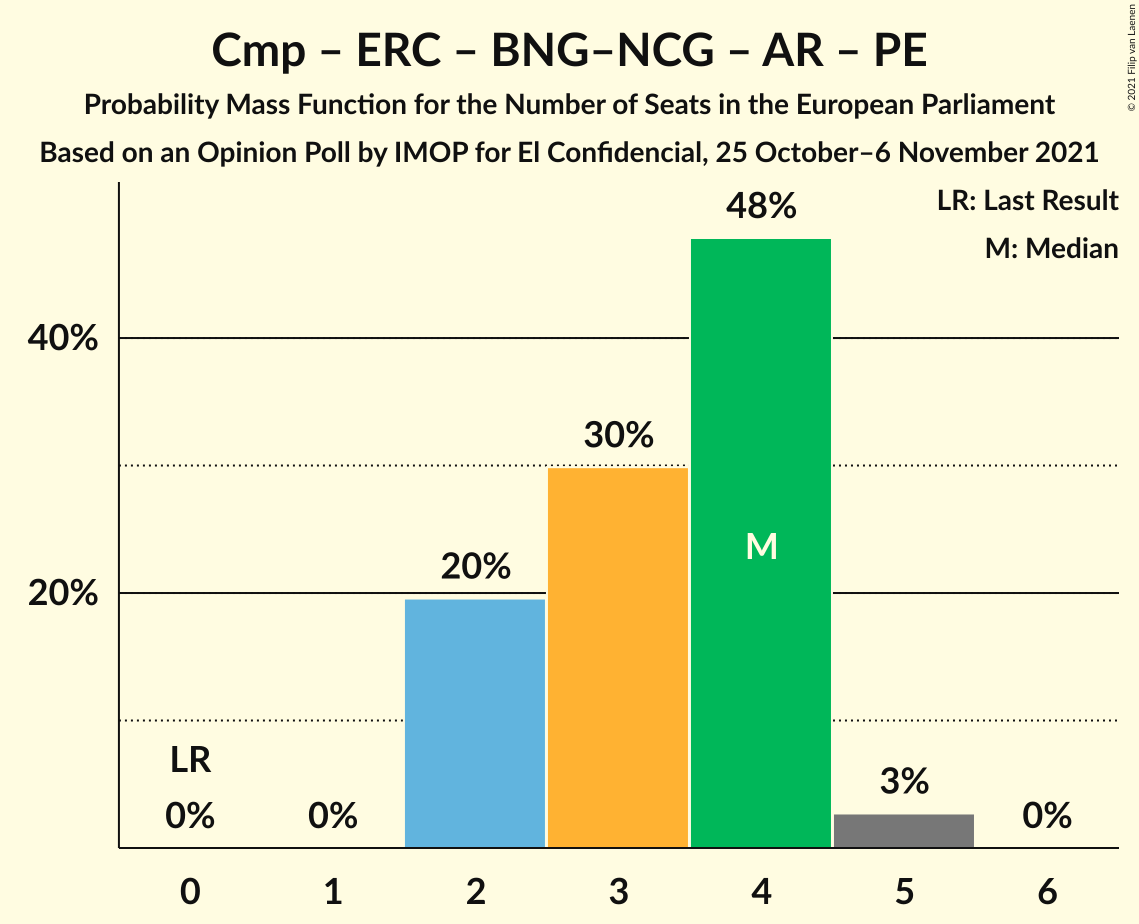 Cmp – ERC – BNG–NCG – AR – PE
Probability Mass Function for the Number of Seats in the European Parliament
Based on an Opinion Poll by IMOP for El Confidencial, 25 October–6 November 2021
© 2021 Filip van Laenen
LR: Last Result
M: Median
48%
40%
30%
M
20%
20%
LR
0%
0%
3%
0%
0 1 2 3 4 5 6